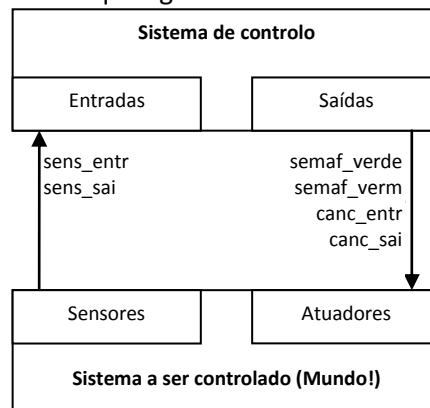 Sistema de controlo
Entradas
Saídas
sens_entr
sens_sai
semaf_verde
semaf_verm
canc_entr
canc_sai
Sensores
Atuadores
Sistema a ser controlado (Mundo!)